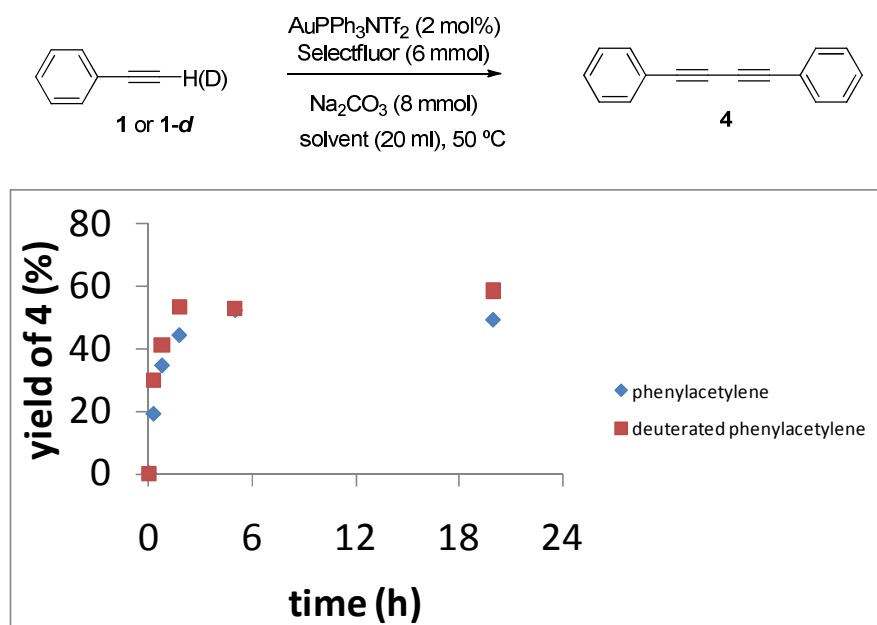 AuPPh₃NTf₂ (2 mol%)
Selectfluor (6 mmol)
H(D)
Na₂CO₃ (8 mmol)
solvent (20 ml), 50 ºC
1 or 1-d
4
yield of 4 (%)
80
60
40
20
0
0 6 12 18 24
time (h)
phenylacetylene
deuterated phenylacetylene